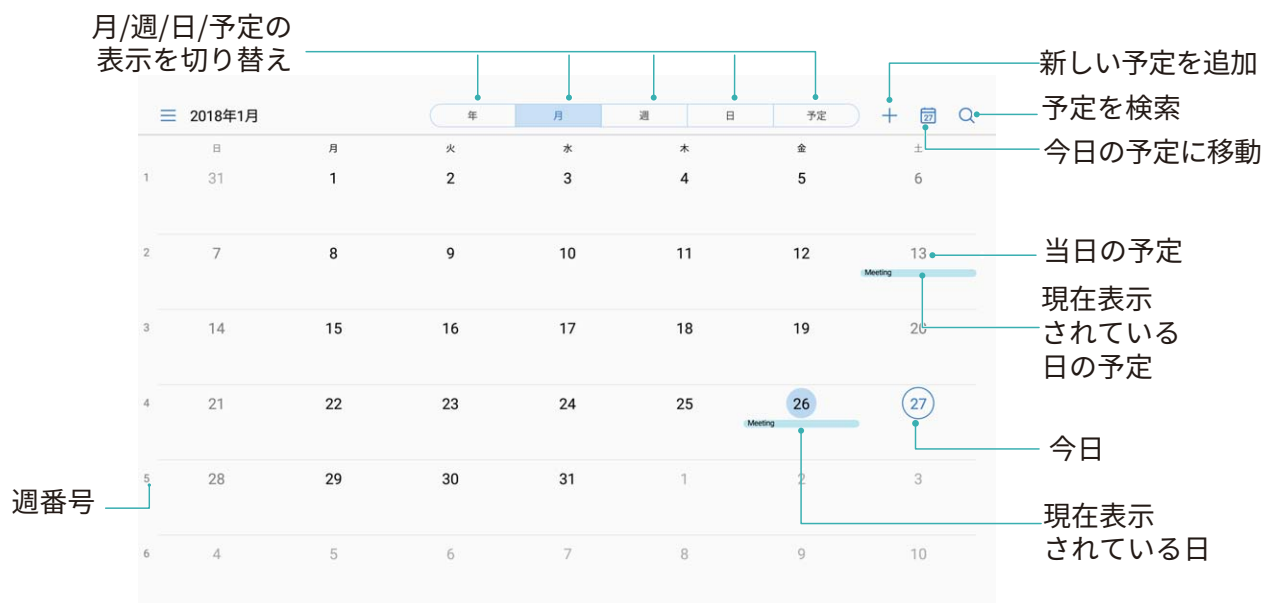 月/週/日/予定の
表示を切り替え
新しい予定を追加
予定を検索
今日の予定に移動
2018年1月
年 月 週 日 予定
27
日 月 火 水 木 金 土
1 31 1 2 3 4 5 6
2 7 8 9 10 11 12 13
当日の予定
Meeting
現在表示
されている
日の予定
3 14 15 16 17 18 19 20
4 21 22 23 24 25 26 27
Meeting
今日
5 28 29 30 31 1 2 3
週番号
現在表示
されている日
6 4 5 6 7 8 9 10